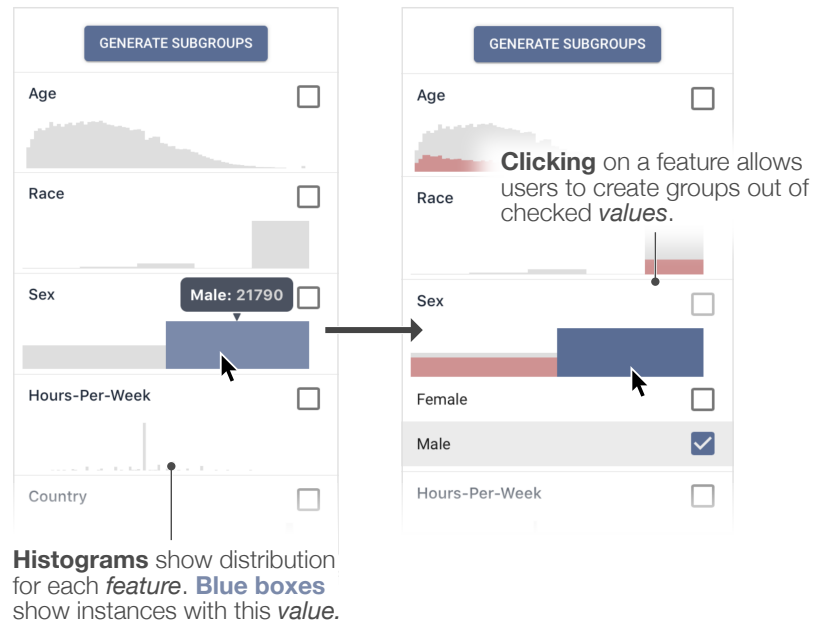 GENERATE SUBGROUPS
Age
Race
Sex
Male: 21790
Hours-Per-Week
Country
Histograms show distribution
for each feature. Blue boxes
show instances with this value.
GENERATE SUBGROUPS
Age
Clicking on a feature allows
users to create groups out of
checked values.
Race
Sex
Female
Male
Hours-Per-Week